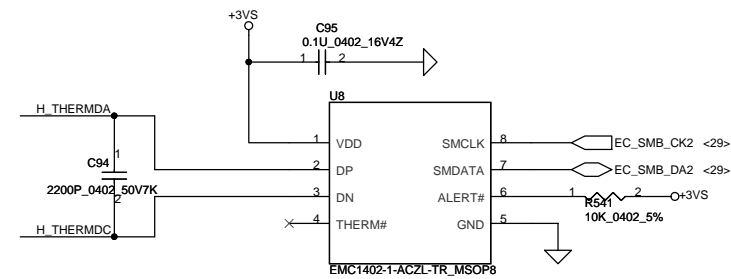 +3VS
C95
0.1U_0402_16V4Z
1 2
U8
H_THERMDA
1 VDD SMCLK 8 EC_SMB_CK2 <29>
C94
1
2 DP SMDATA 7 EC_SMB_DA2 <29>
2200P_0402_50V7K
2
3 DN ALERT# 6 1 2 +3VS
R541
10K_0402_5%
H_THERMDC
4 THERM# GND 5
EMC1402-1-ACZL-TR_MSOP8